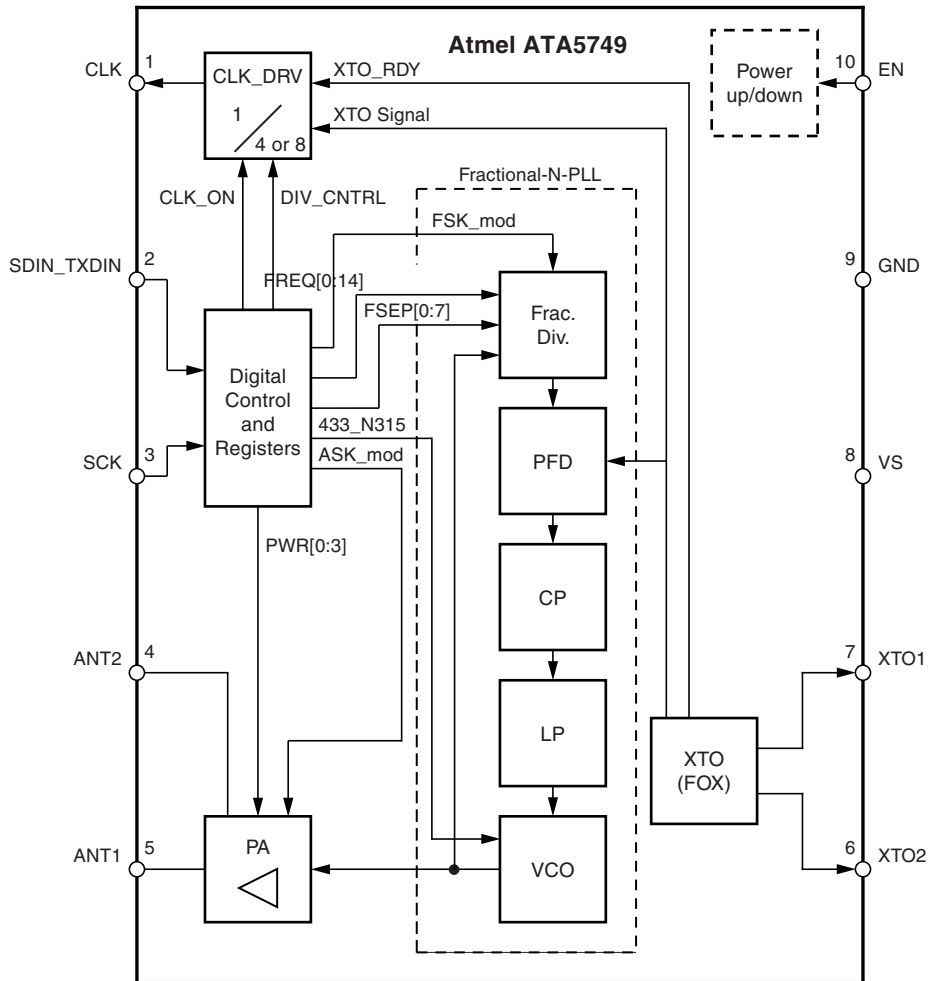 Atmel ATA5749
CLK
1
CLK_DRV
1
4 or 8
XTO_RDY
XTO Signal
Power
up/down
10
EN
CLK_ON
DIV_CNTRL
Fractional-N-PLL
FSK_mod
SDIN_TXDIN
2
FREQ[0:14]
FSEP[0:7]
Frac.
Div.
9
GND
Digital
Control
and
Registers
433_N315
ASK_mod
SCK
3
PFD
8
VS
PWR[0:3]
CP
ANT2
4
7
XTO1
LP
XTO
(FOX)
ANT1
5
PA
VCO
6
XTO2